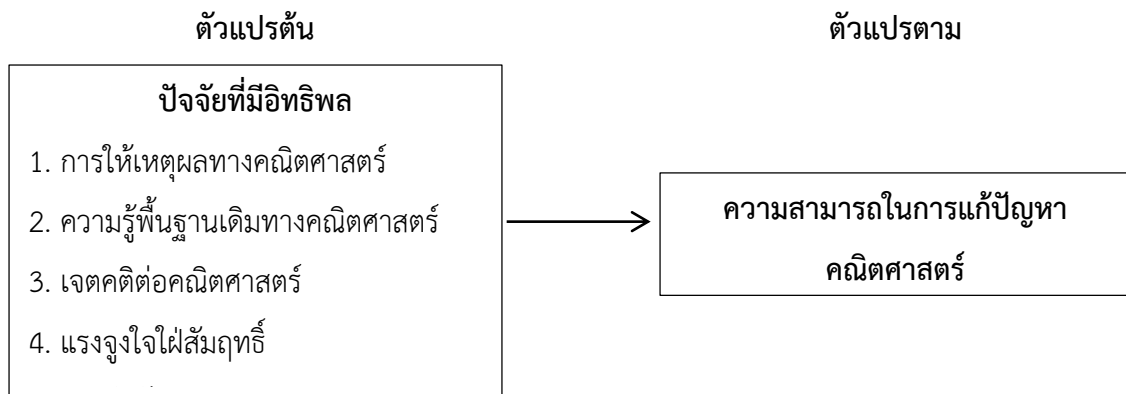 ตัวแปรต้น
ตัวแปรตาม
ปัจจัยที่มีอิทธิพล
1. การให้เหตุผลทางคณิตศาสตร์
2. ความรู้พื้นฐานเดิมทางคณิตศาสตร์
3. เจตคติต่อคณิตศาสตร์
4. แรงจูงใจใฝ่สัมฤทธิ์
ความสามารถในการแก้ปัญหา
คณิตศาสตร์